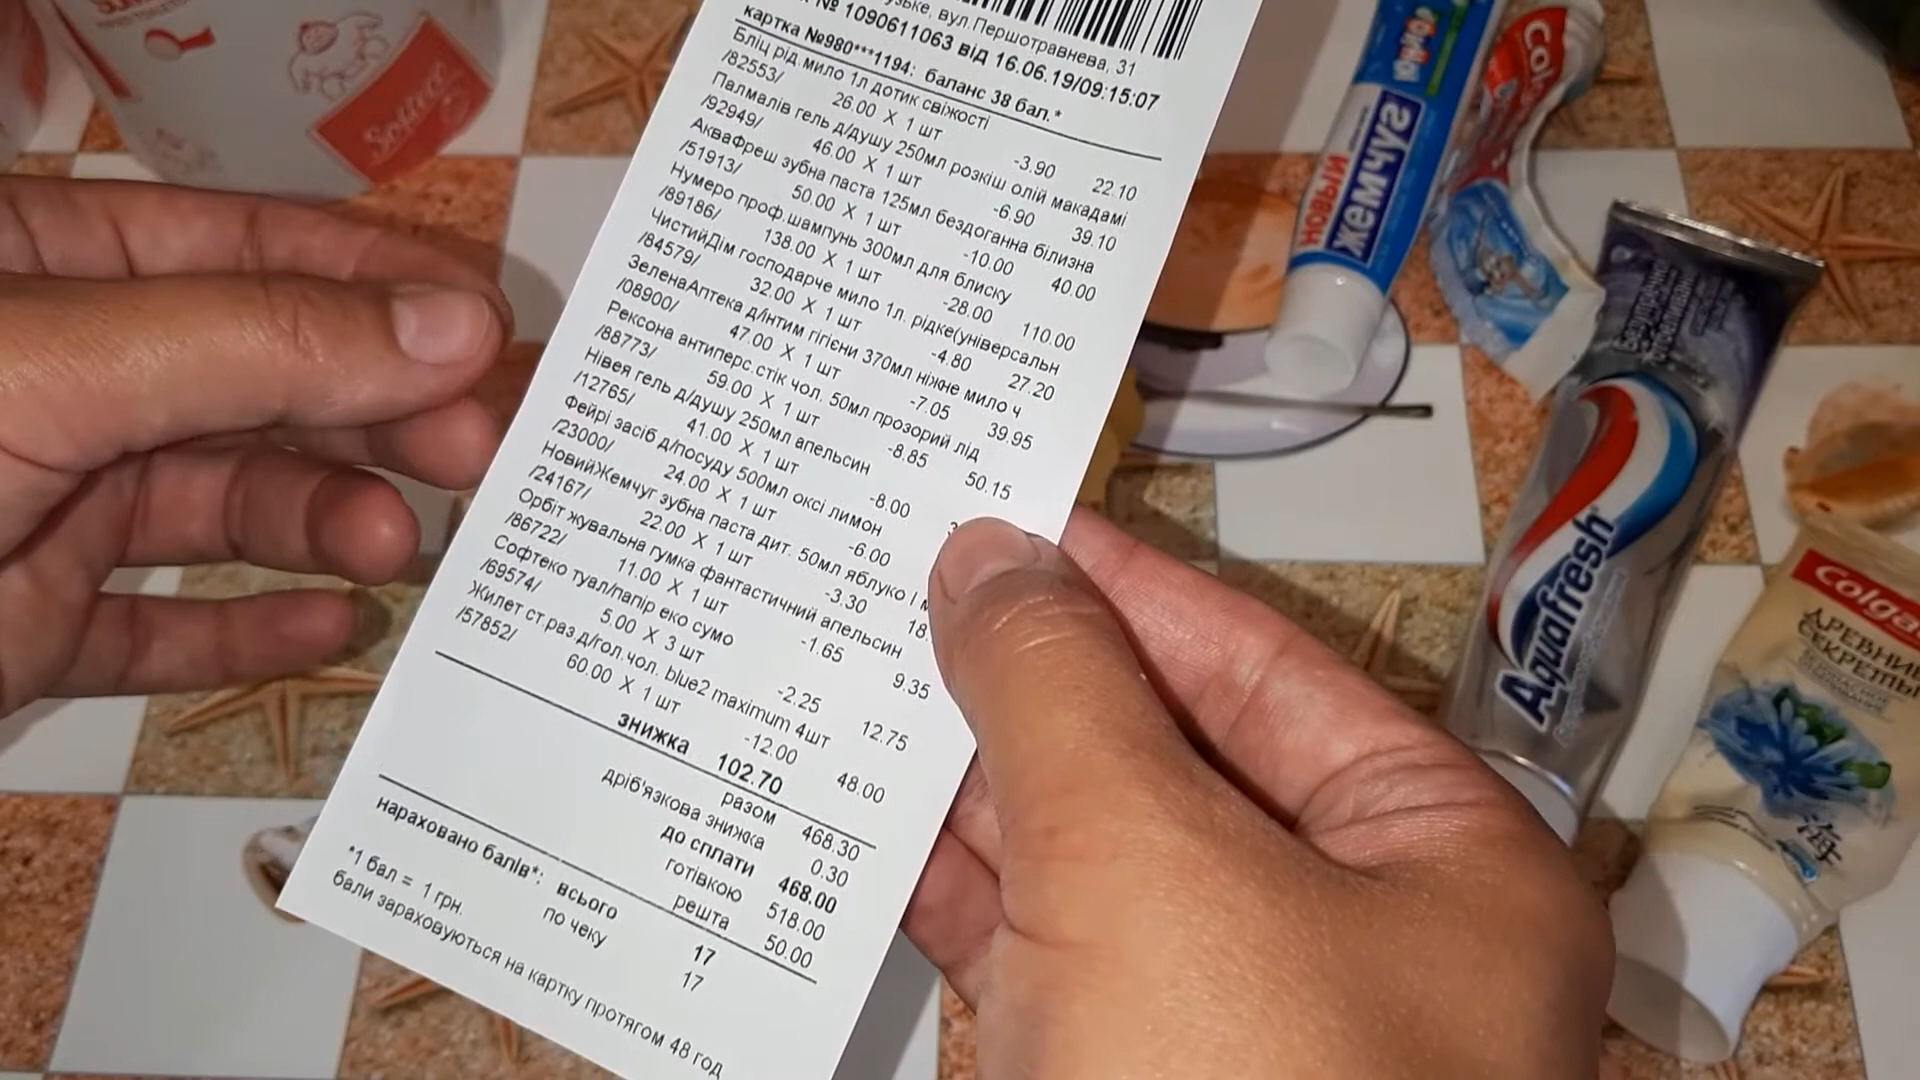 вул.Першотравнева, 31
№ 1090611063 від 16.06.19/09:15:07
картка №980***1194: баланс 38 бал.*
Бліц рід.мило 1л дотик свіжості
/82553/ 26.00 X 1 шт -3.90 22.10
Палмалів гель д/душу 250мл розкіш олій макадамі
/92949/ 46.00 X 1 шт -6.90 39.10
Аквафреш зубна паста 125мл бездоганна білизна
/51913/ 50.00 X 1 шт -10.00 40.00
Нумеро проф.шампунь 300мл для блиску
/89186/ 138.00 X 1 шт -28.00 110.00
ЧистийДім господарче мило 1л. рідке(універсальн
/84579/ 32.00 X 1 шт -4.80 27.20
ЗеленаАптека д/інтим гігієни 370мл ніжне мило ч
/08900/ 47.00 X 1 шт -7.05 39.95
Рексона антиперс.стік чол. 50мл прозорий лід
/88773/ 59.00 X 1 шт -8.85 50.15
Нівея гель д/душу 250мл апельсин
/12765/ 41.00 X 1 шт -8.00
Фейрі засіб д/посуду 500мл оксі лимон
/23000/ 24.00 X 1 шт -6.00
НовийЖемчуг зубна паста дит. 50мл яблуко І
/24167/ 22.00 X 1 шт -3.30 18.
Орбіт жувальна гумка фантастичний апельсин
/86722/ 11.00 X 1 шт -1.65 9.35
Софтеко туал/папір еко сумо
/69574/ 5.00 X 3 шт -2.25 12.75
Жилет ст.раз.д/гол.чол. blue2 maximum 4шт
/57852/ 60.00 X 1 шт -12.00 48.00
знижка 102.70
разом 468.30
дріб'язкова знижка 0.30
до сплати 468.00
готівкою 518.00
решта 50.00
нараховано балів*: всього 17
по чеку 17
*1 бал = 1 грн.
бали зараховуються на картку протягом 48 год
НОВЫЙ
Жемчуг
Юниор
Col
Aquafresh
Colga
ДРЕВНИЕ
СЕКРЕТЫ
海